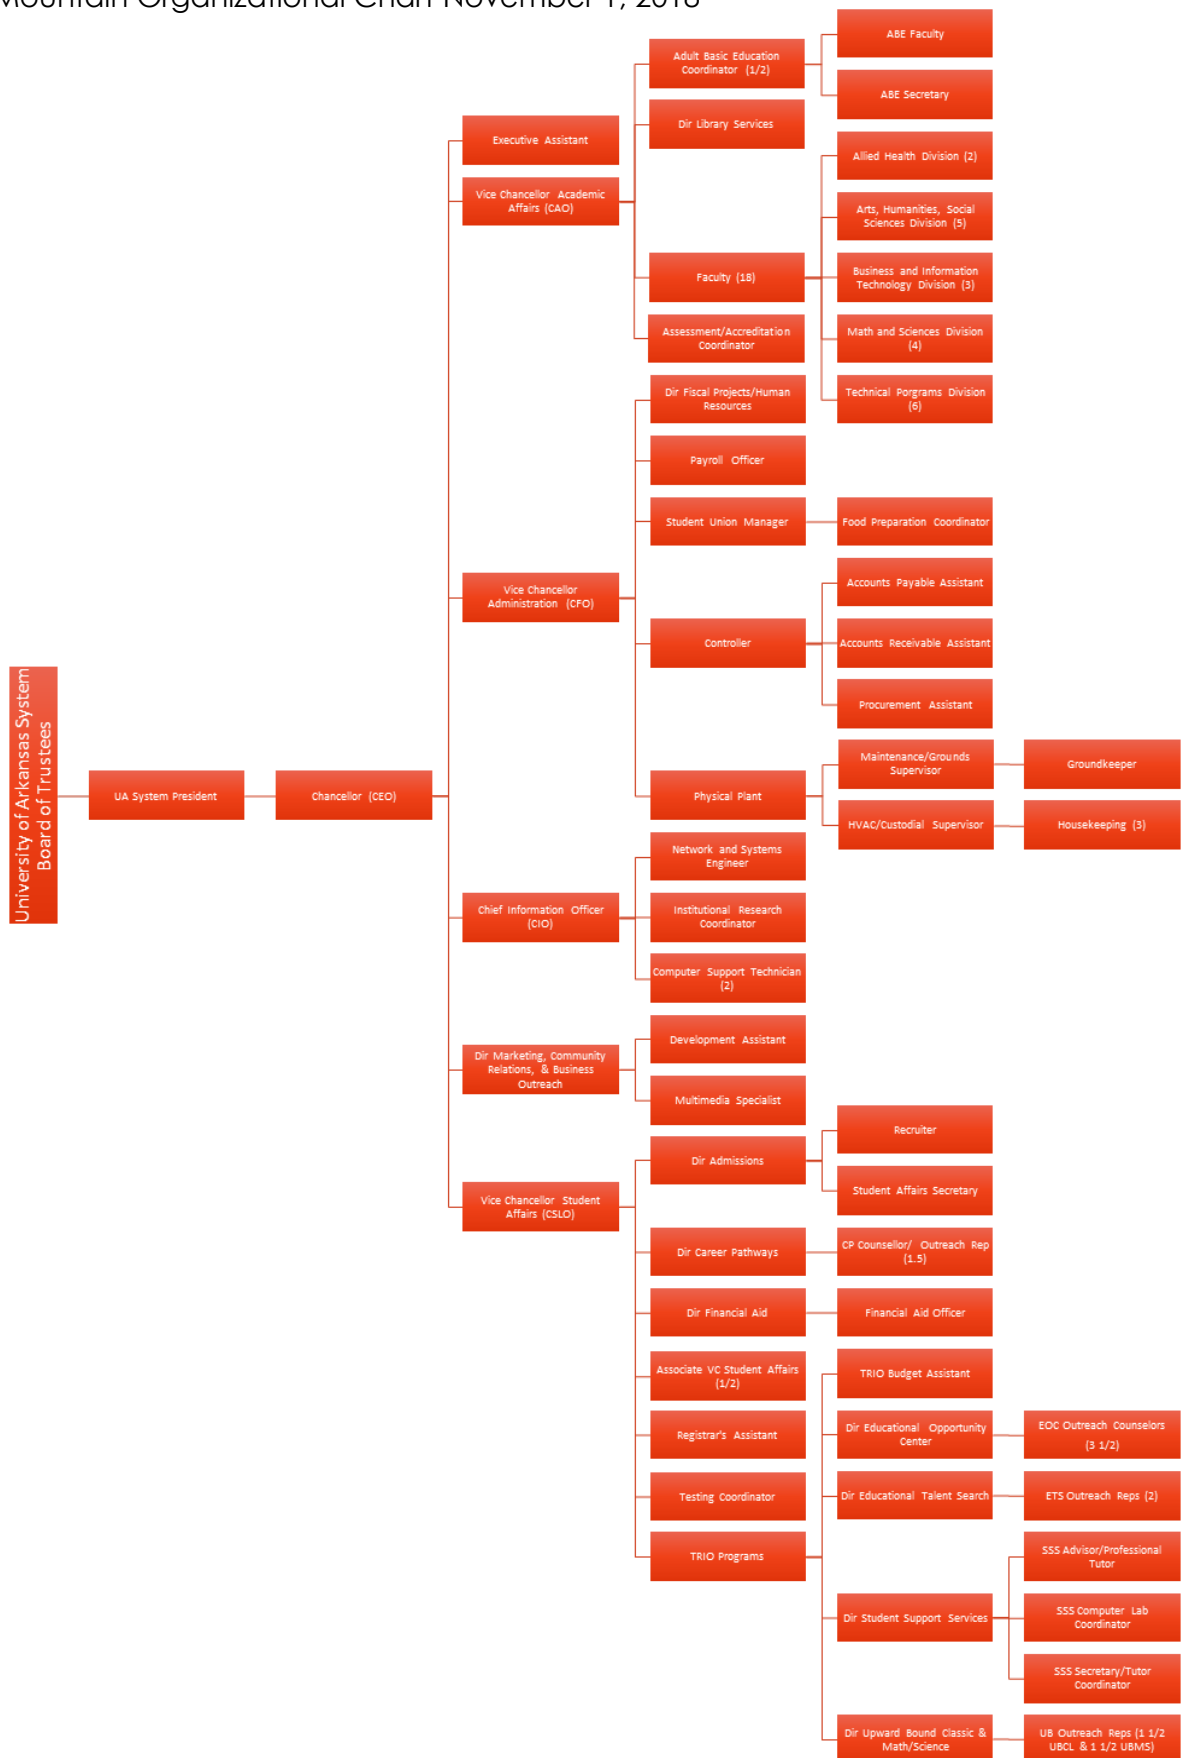 Mountain Organizational Chart November 1, 2018
University of Arkansas System
Board of Trustees
UA System President
Chancellor (CEO)
Executive Assistant
Vice Chancellor Academic
Affairs (CAO)
Adult Basic Education
Coordinator (1/2)
ABE Faculty
ABE Secretary
Dir Library Services
Faculty (18)
Allied Health Division (2)
Arts, Humanities, Social
Sciences Division (5)
Business and Information
Technology Division (3)
Math and Sciences Division
(4)
Technical Porgrams Division
(6)
Assessment/Accreditation
Coordinator
Vice Chancellor
Administration (CFO)
Dir Fiscal Projects/Human
Resources
Payroll Officer
Student Union Manager
Food Preparation Coordinator
Controller
Accounts Payable Assistant
Accounts Receivable Assistant
Procurement Assistant
Physical Plant
Maintenance/Grounds
Supervisor
Groundkeeper
HVAC/Custodial Supervisor
Housekeeping (3)
Chief Information Officer
(CIO)
Network and Systems
Engineer
Institutional Research
Coordinator
Computer Support Technician
(2)
Dir Marketing, Community
Relations, & Business
Outreach
Development Assistant
Multimedia Specialist
Vice Chancellor Student
Affairs (CSLO)
Dir Admissions
Recruiter
Student Affairs Secretary
Dir Career Pathways
CP Counsellor/ Outreach Rep
(1.5)
Dir Financial Aid
Financial Aid Officer
Associate VC Student Affairs
(1/2)
Registrar's Assistant
Testing Coordinator
TRIO Programs
TRIO Budget Assistant
Dir Educational Opportunity
Center
EOC Outreach Counselors
(3 1/2)
Dir Educational Talent Search
ETS Outreach Reps (2)
Dir Student Support Services
SSS Advisor/Professional
Tutor
SSS Computer Lab
Coordinator
SSS Secretary/Tutor
Coordinator
Dir Upward Bound Classic &
Math/Science
UB Outreach Reps (1 1/2
UBCL & 1 1/2 UBMS)